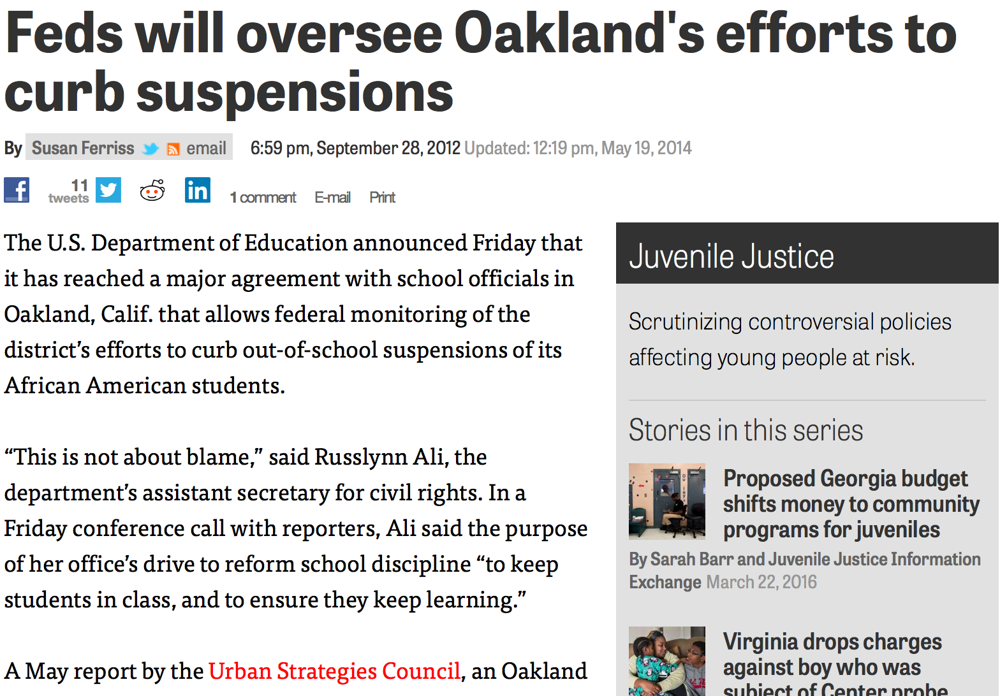 Feds will oversee Oakland's efforts to
curb suspensions
By Susan Ferriss email 6:59 pm, September 28, 2012 Updated: 12:19 pm, May 19, 2014
11
tweets
1 comment E-mail Print
The U.S. Department of Education announced Friday that
it has reached a major agreement with school officials in
Oakland, Calif. that allows federal monitoring of the
district’s efforts to curb out-of-school suspensions of its
African American students.
“This is not about blame,” said Russlynn Ali, the
department’s assistant secretary for civil rights. In a
Friday conference call with reporters, Ali said the purpose
of her office’s drive to reform school discipline “to keep
students in class, and to ensure they keep learning.”
A May report by the Urban Strategies Council, an Oakland
Juvenile Justice
Scrutinizing controversial policies
affecting young people at risk.
Stories in this series
Proposed Georgia budget
shifts money to community
programs for juveniles
By Sarah Barr and Juvenile Justice Information
Exchange March 22, 2016
Virginia drops charges
against boy who was
subject of Center probe